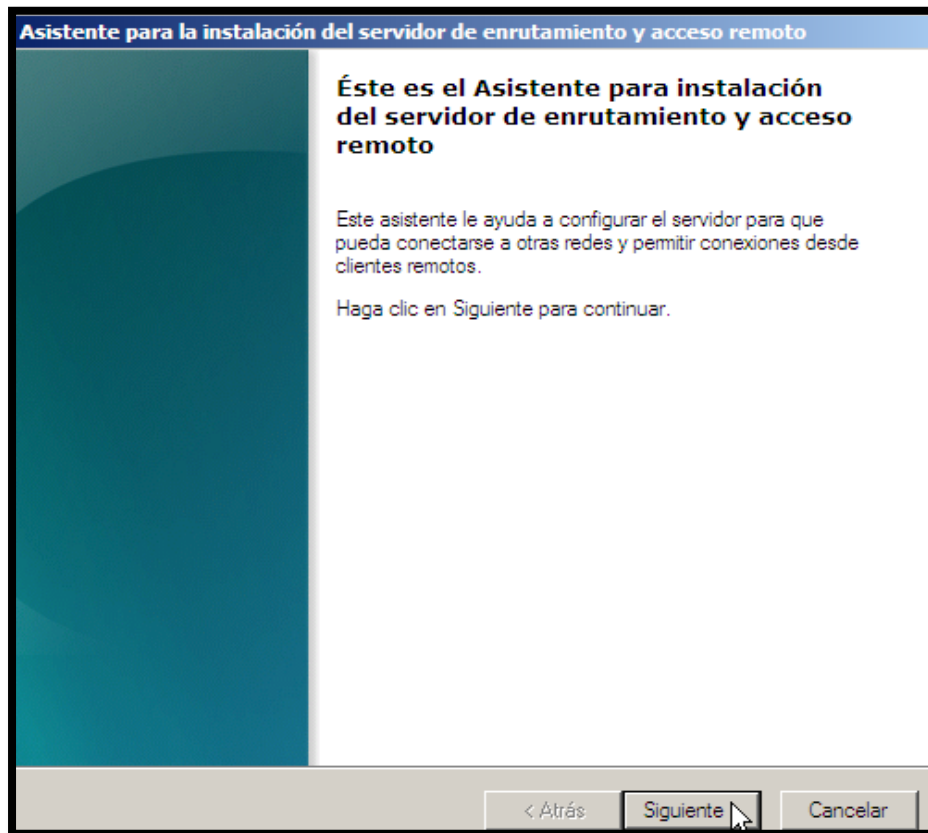 Asistente para la instalación del servidor de enrutamiento y acceso remoto
Éste es el Asistente para instalación
del servidor de enrutamiento y acceso
remoto
Este asistente le ayuda a configurar el servidor para que
pueda conectarse a otras redes y permitir conexiones desde
clientes remotos.
Haga clic en Siguiente para continuar.
< Atrás
Siguiente
Cancelar